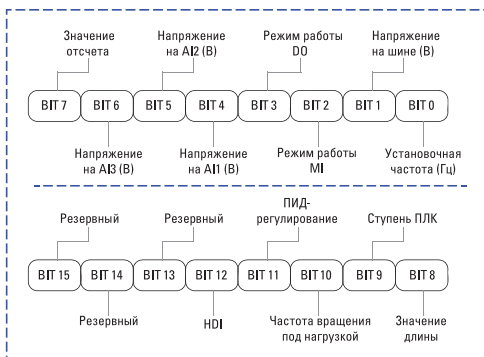 Значение Напряжение Режим работы Напряжение
отсчета на AI2 (В) DO на шине (В)
BIT 7 BIT 6 BIT 5 BIT 4 BIT 3 BIT 2 BIT 1 BIT 0
Напряжение Напряжение Режим работы Установочная
на AI3 (В) на AI1 (В) MI частота (Гц)
ПИД-
Резервный Резервный регулирование Ступень ПЛК
BIT 15 BIT 14 BIT 13 BIT 12 BIT 11 BIT 10 BIT 9 BIT 8
Резервный HDI Частота вращения Значение
под нагрузкой длины